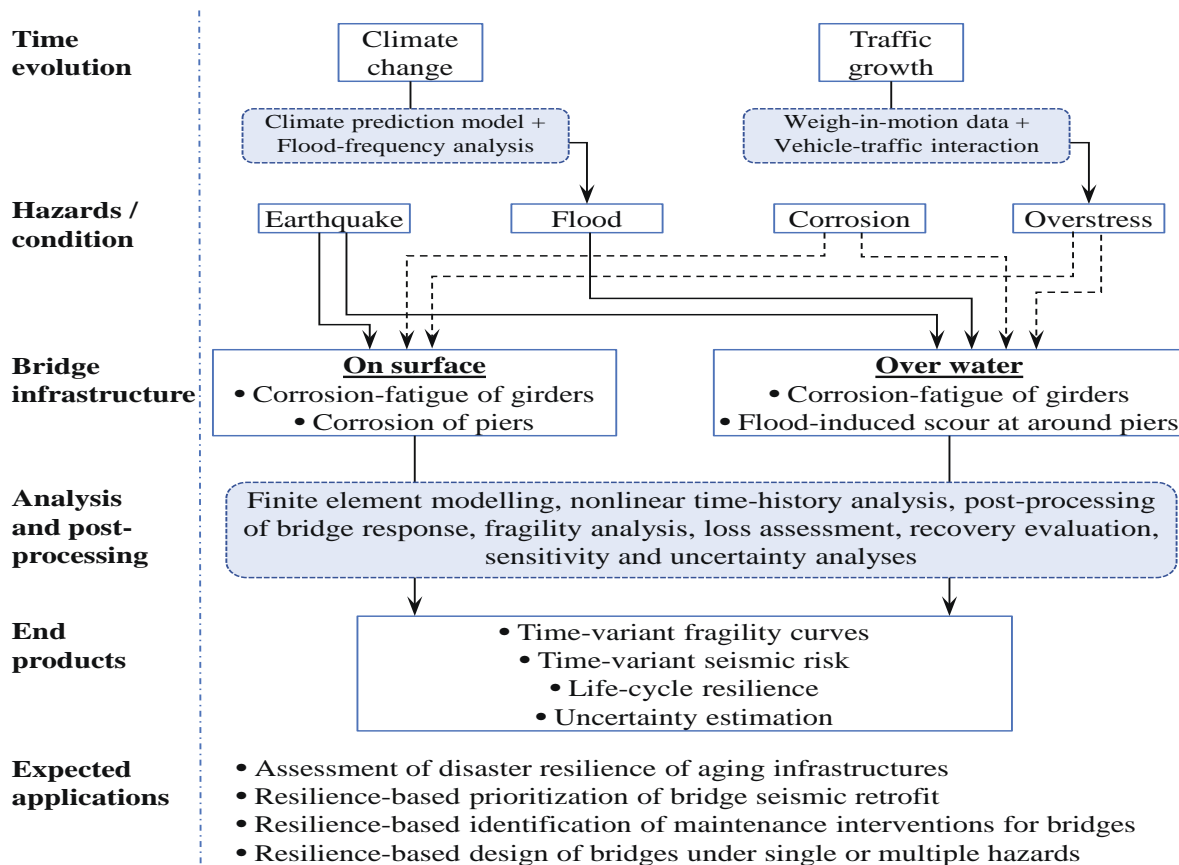 Time
evolution
Climate
change
Traffic
growth
Climate prediction model +
Flood-frequency analysis
Weigh-in-motion data +
Vehicle-traffic interaction
Hazards /
condition
Earthquake
Flood
Corrosion
Overstress
Bridge
infrastructure
On surface
• Corrosion-fatigue of girders
• Corrosion of piers
Over water
• Corrosion-fatigue of girders
• Flood-induced scour at around piers
Analysis
and post-
processing
Finite element modelling, nonlinear time-history analysis, post-processing
of bridge response, fragility analysis, loss assessment, recovery evaluation,
sensitivity and uncertainty analyses
End
products
• Time-variant fragility curves
• Time-variant seismic risk
• Life-cycle resilience
• Uncertainty estimation
Expected
applications
• Assessment of disaster resilience of aging infrastructures
• Resilience-based prioritization of bridge seismic retrofit
• Resilience-based identification of maintenance interventions for bridges
• Resilience-based design of bridges under single or multiple hazards